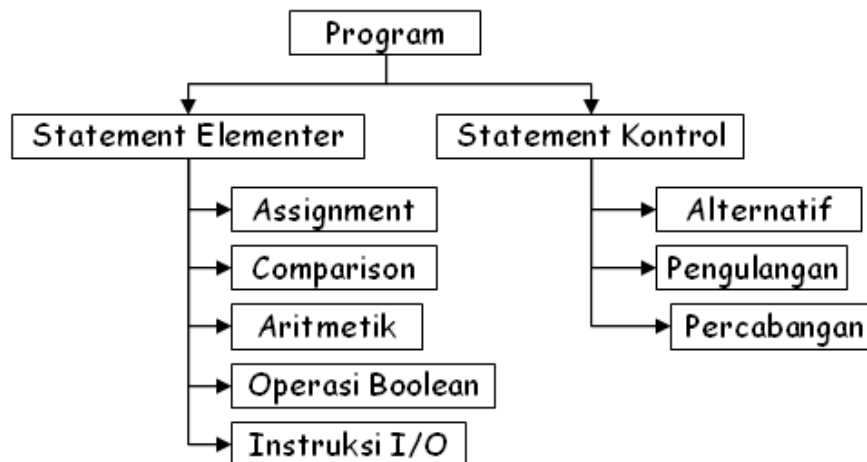 Program
Statement Elementer
Statement Kontrol
Assignment
Comparison
Aritmetik
Operasi Boolean
Instruksi I/O
Alternatif
Pengulangan
Percabangan